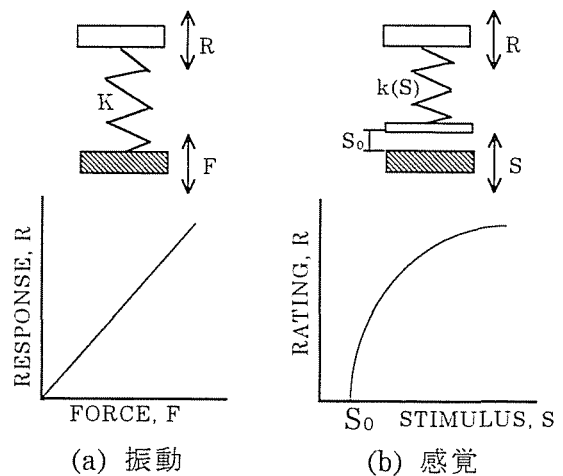 R
K
F
RESPONSE, R
FORCE, F
(a) 振動
R
k(S)
S₀
S
RATING, R
S₀
STIMULUS, S
(b) 感覚